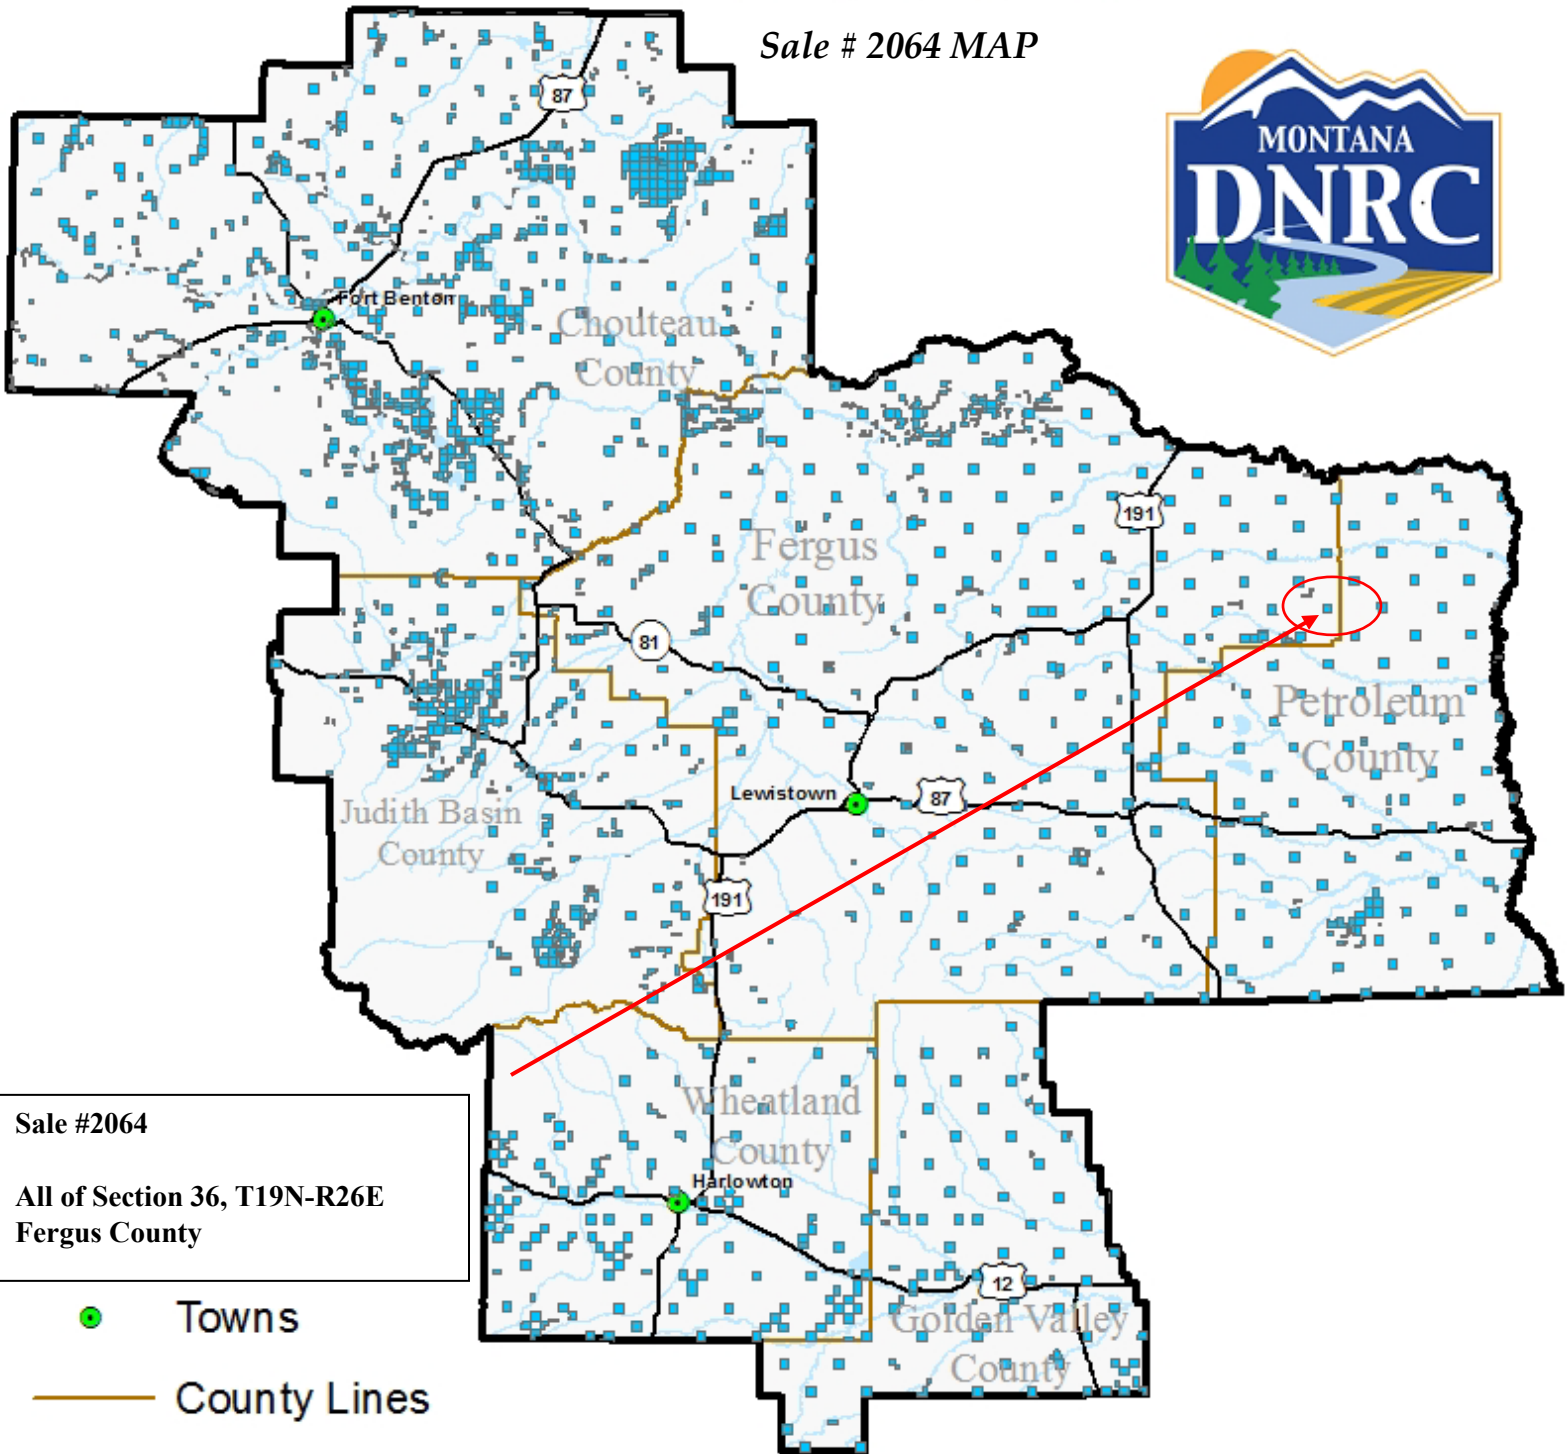 Sale # 2064 MAP
MONTANA
DNRC
87
Fort Benton
Chouteau
County
191
Fergus
County
81
Petroleum
County
Lewistown
87
Judith Basin
County
191
Wheatland
County
Harlowton
12
Golden Valley
County
Sale #2064
All of Section 36, T19N-R26E
Fergus County
Towns
County Lines